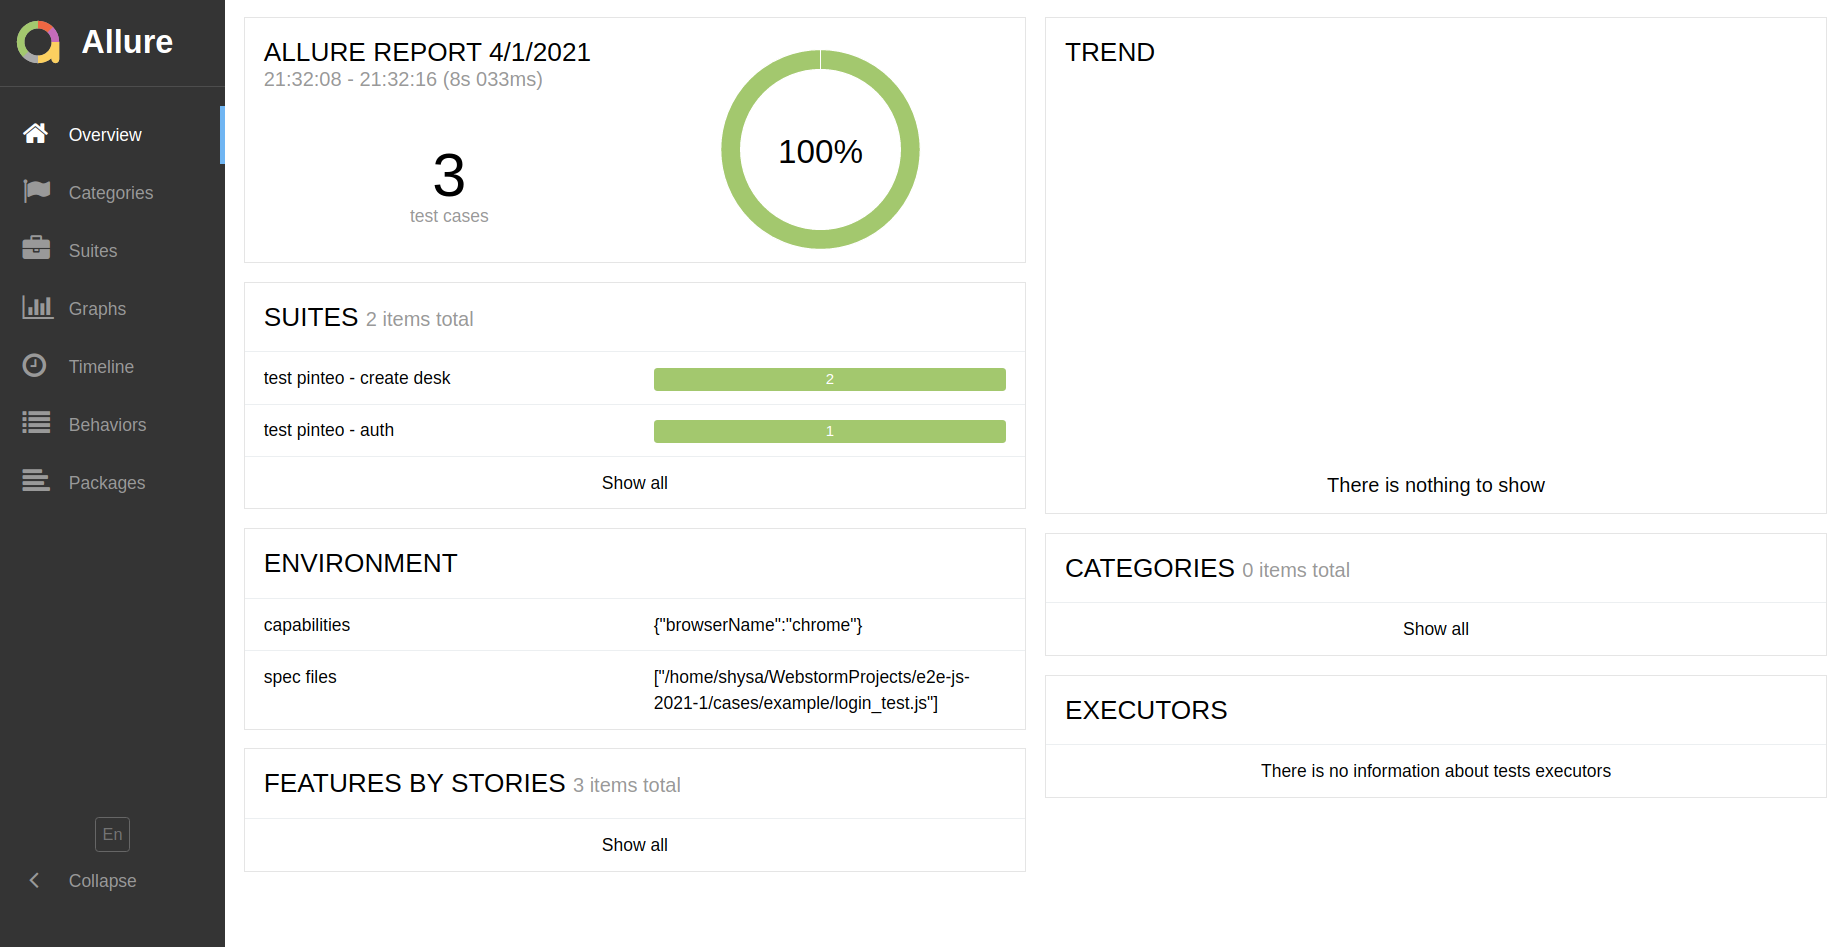 Allure
Overview
Categories
Suites
Graphs
Timeline
Behaviors
Packages
En
Collapse
ALLURE REPORT 4/1/2021
21:32:08 - 21:32:16 (8s 033ms)
3
test cases
100%
SUITES 2 items total
test pinteo - create desk 2
test pinteo - auth 1
Show all
ENVIRONMENT
capabilities {"browserName":"chrome"}
spec files ["/home/shysa/WebstormProjects/e2e-js-
2021-1/cases/example/login_test.js"]
FEATURES BY STORIES 3 items total
Show all
TREND
There is nothing to show
CATEGORIES 0 items total
Show all
EXECUTORS
There is no information about tests executors